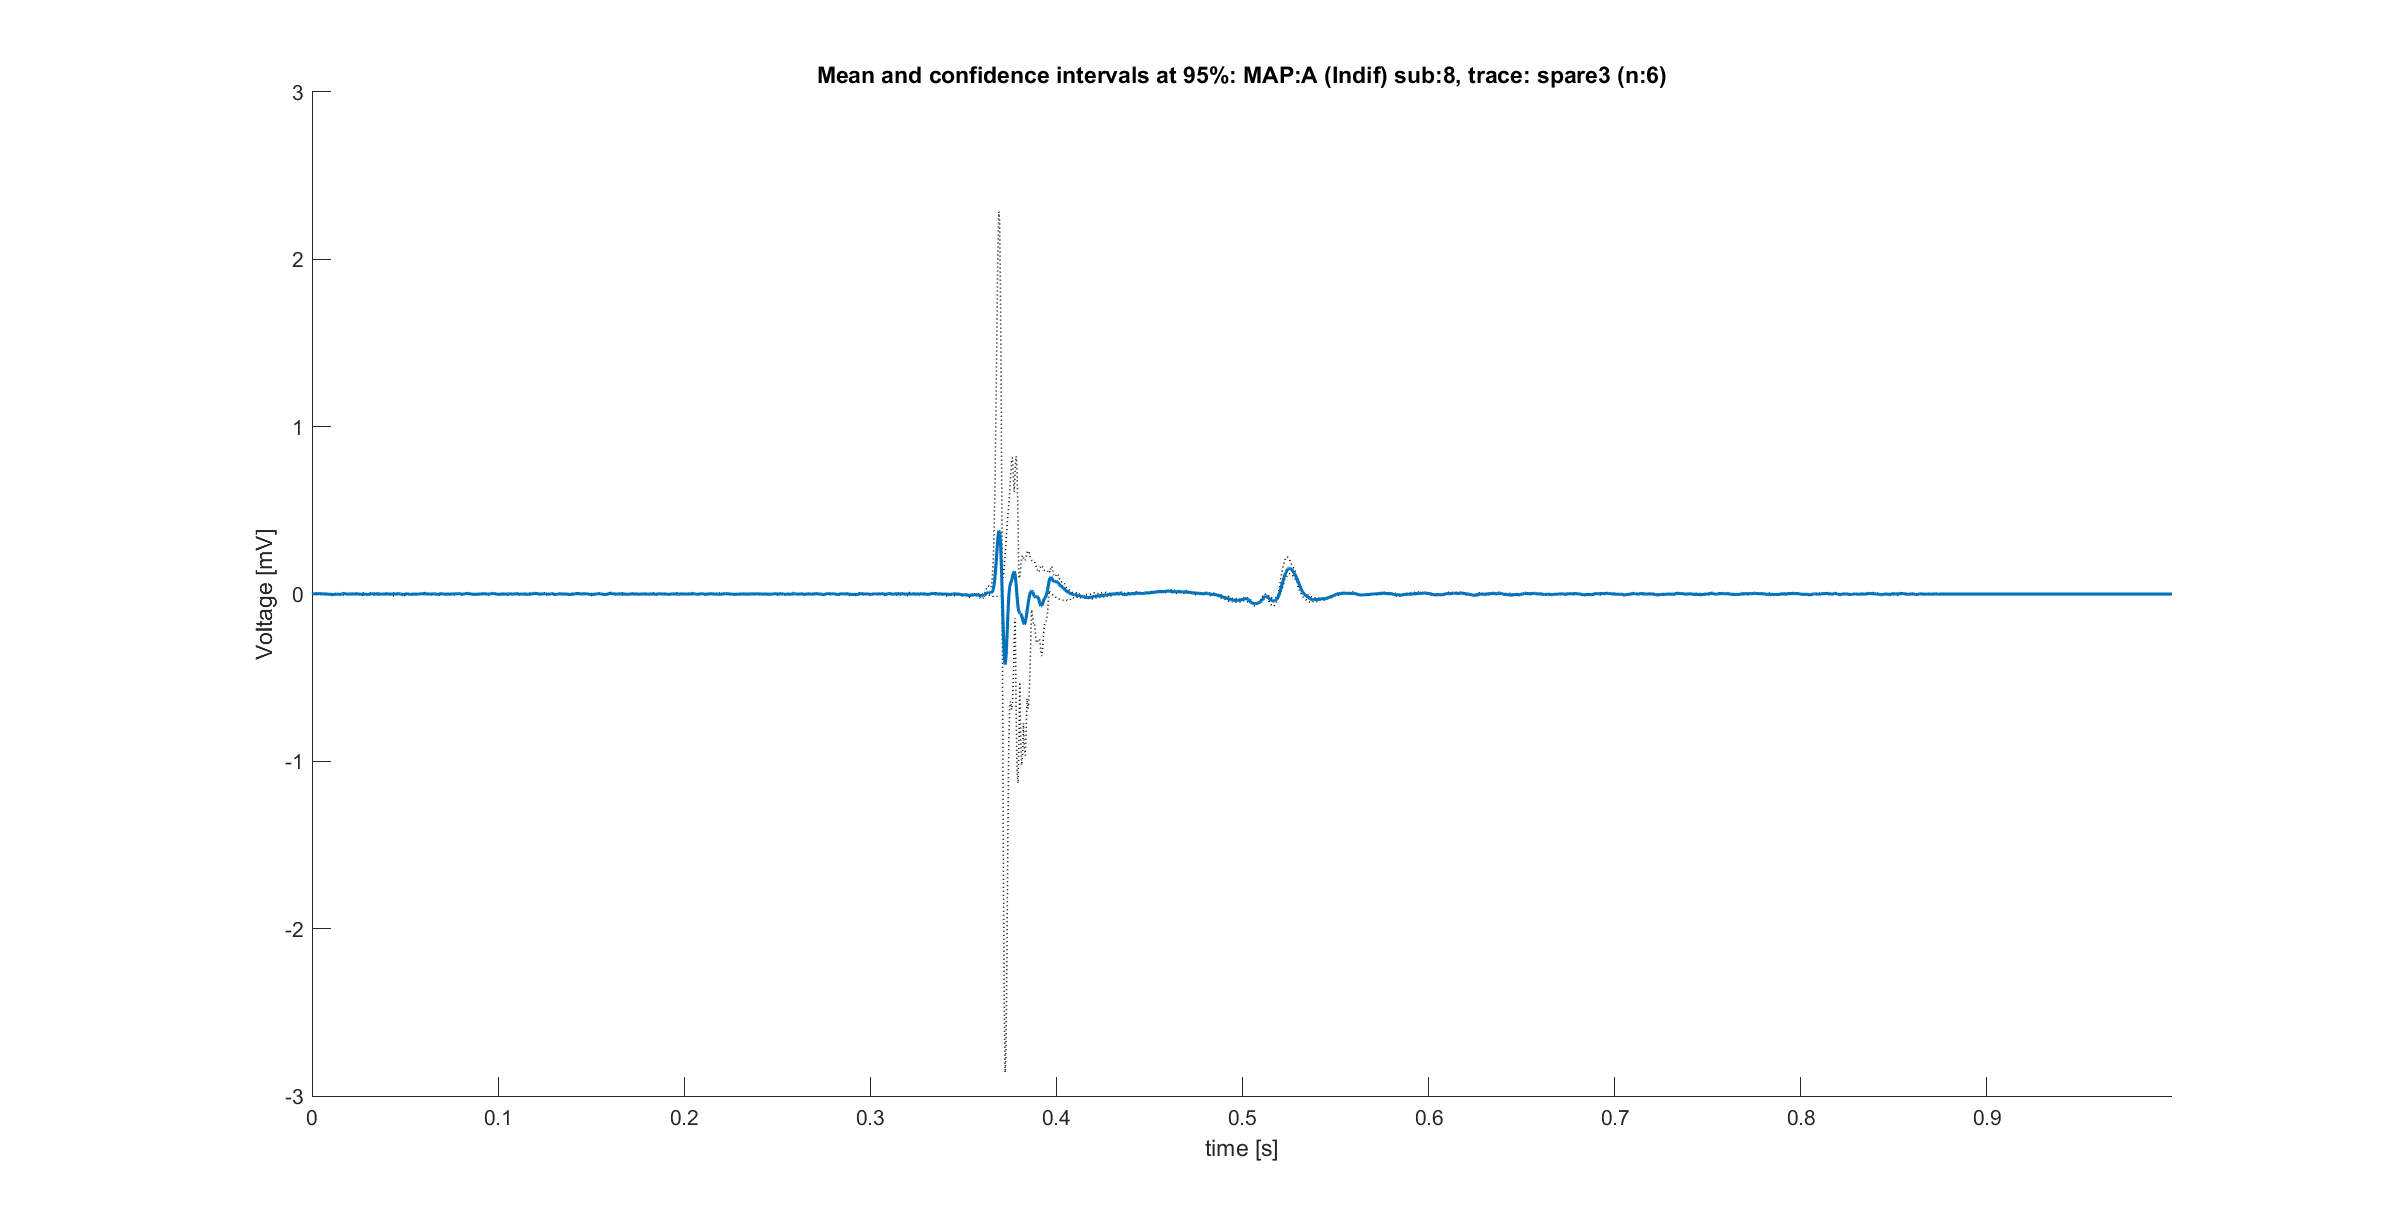 Mean and confidence intervals at 95%: MAP:A (Indif) sub:8, trace: spare3 (n:6)
3
2
1
0
-1
-2
-3
Voltage [mV]
0 0.1 0.2 0.3 0.4 0.5 0.6 0.7 0.8 0.9
time [s]